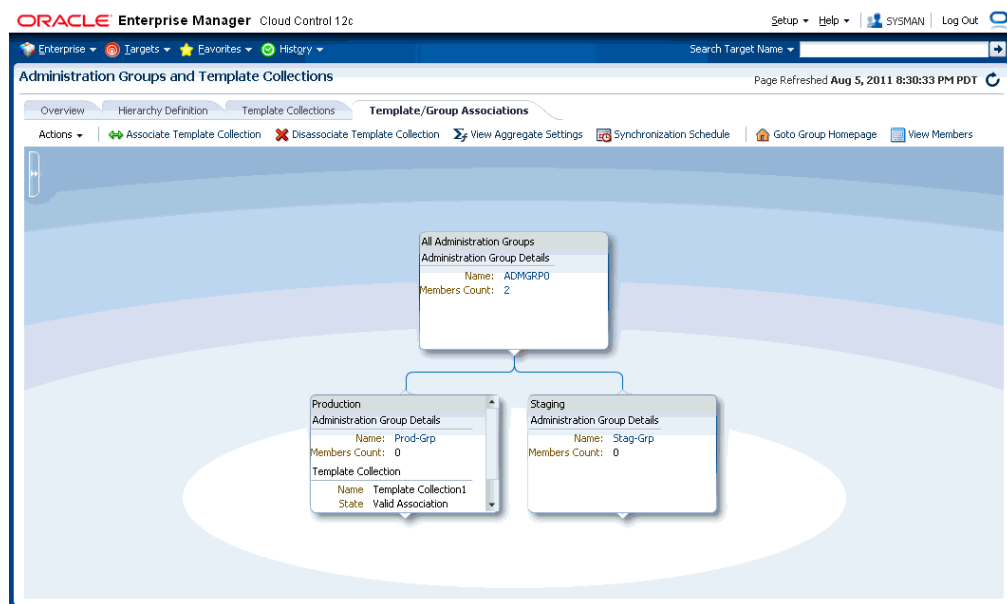 ORACLE Enterprise Manager Cloud Control 12c
Setup Help SYSMAN Log Out
Enterprise Targets Favorites History Search Target Name
Administration Groups and Template Collections
Page Refreshed Aug 5, 2011 8:30:33 PM PDT
Overview Hierarchy Definition Template Collections Template/Group Associations
Actions Associate Template Collection Disassociate Template Collection View Aggregate Settings Synchronization Schedule Goto Group Homepage View Members
All Administration Groups
Administration Group Details
Name: ADMGRP0
Members Count: 2
Production
Administration Group Details
Name: Prod-Grp
Members Count: 0
Template Collection
Name Template Collection1
State Valid Association
Staging
Administration Group Details
Name: Stag-Grp
Members Count: 0